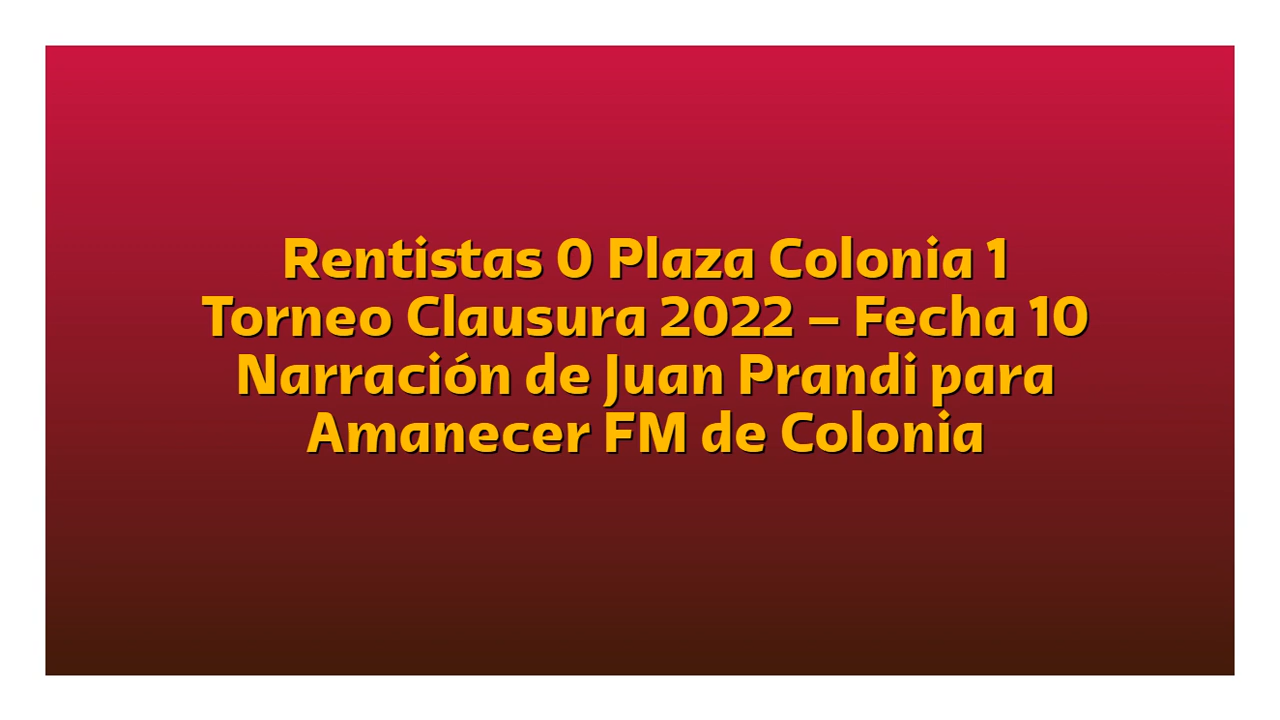 Rentistas 0 Plaza Colonia 1
Torneo Clausura 2022 – Fecha 10
Narración de Juan Prandi para
Amanecer FM de Colonia